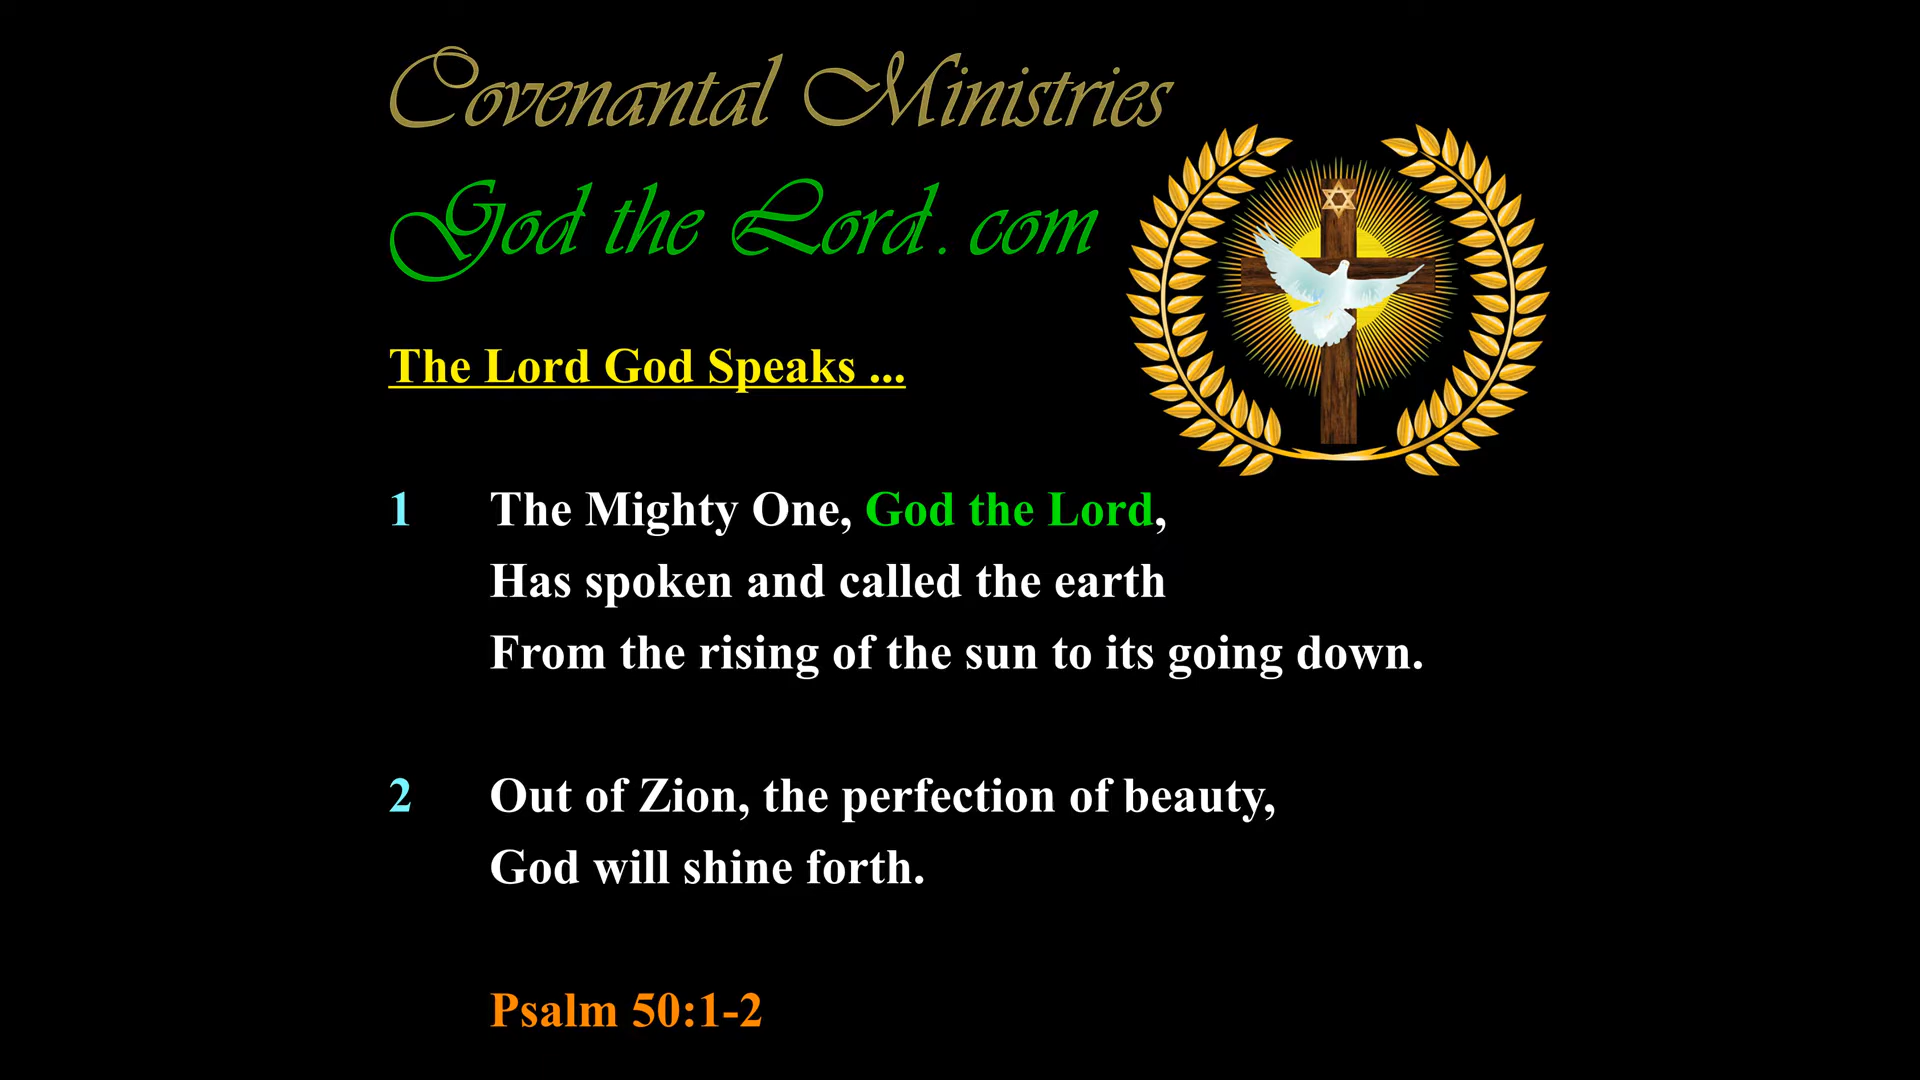 Covenantal Ministries
God the Lord.com
The Lord God Speaks ...
1 The Mighty One, God the Lord,
Has spoken and called the earth
From the rising of the sun to its going down.
2 Out of Zion, the perfection of beauty,
God will shine forth.
Psalm 50:1-2